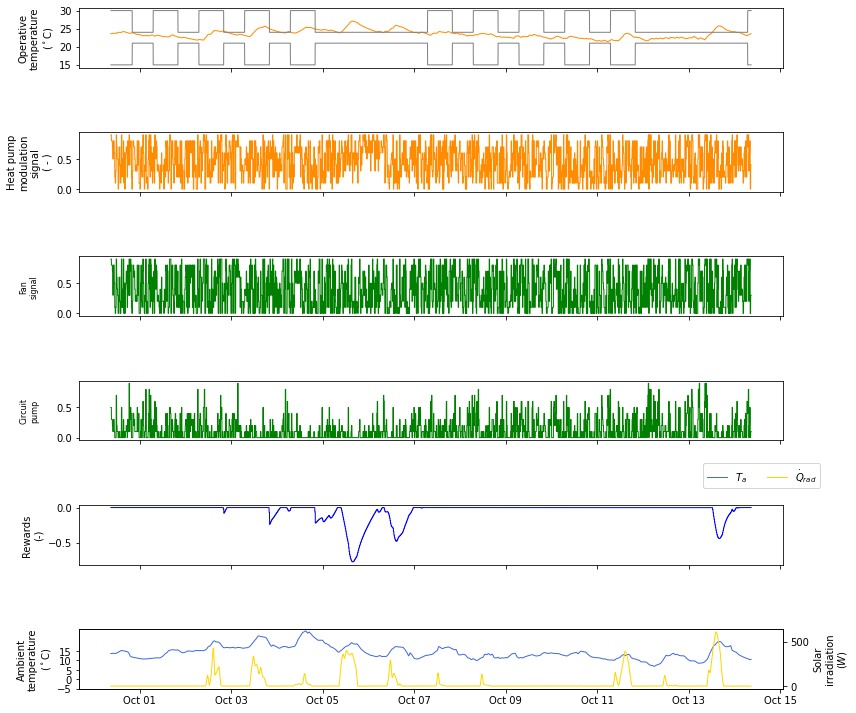 Operative
temperature
(°C)
30
25
20
15
Heat pump
modulation
signal
( - )
0.5
0.0
Fan
signal
0.5
0.0
Circuit
pump
0.5
0.0
T_a Q̇_rad
Rewards
(-)
0.0
−0.5
Ambient
temperature
(°C)
15
10
5
0
−5
500
0
Solar
irradiation
(W)
Oct 01 Oct 03 Oct 05 Oct 07 Oct 09 Oct 11 Oct 13 Oct 15